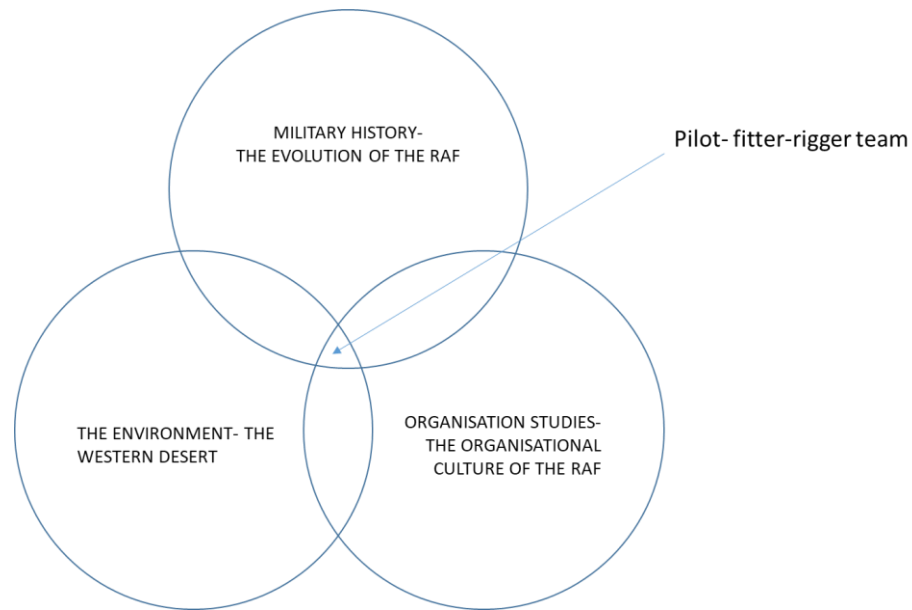 MILITARY HISTORY-
THE EVOLUTION OF THE RAF
Pilot- fitter-rigger team
THE ENVIRONMENT- THE
WESTERN DESERT
ORGANISATION STUDIES-
THE ORGANISATIONAL
CULTURE OF THE RAF